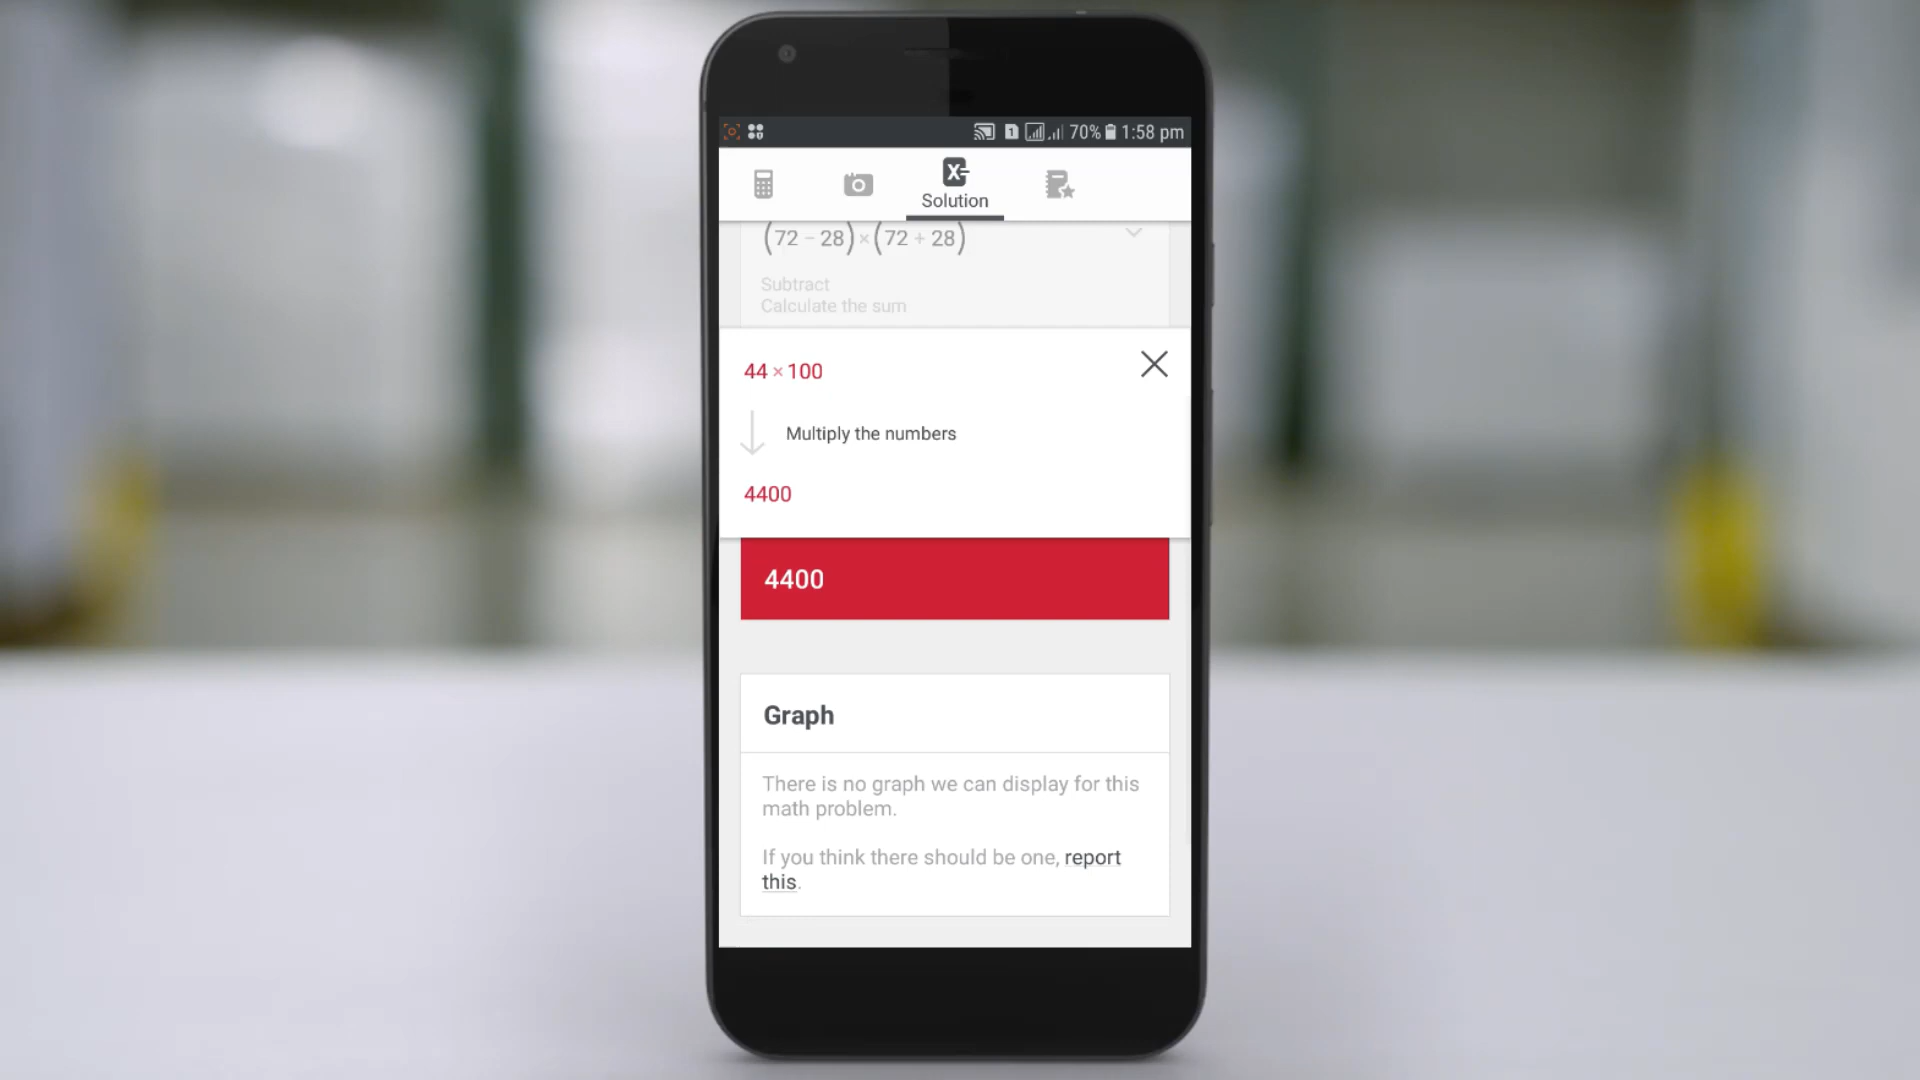 70% 1:58 pm
Solution
(72 − 28) × (72 + 28)
Subtract
Calculate the sum
44 × 100
Multiply the numbers
4400
4400
Graph
There is no graph we can display for this
math problem.
If you think there should be one, report
this.